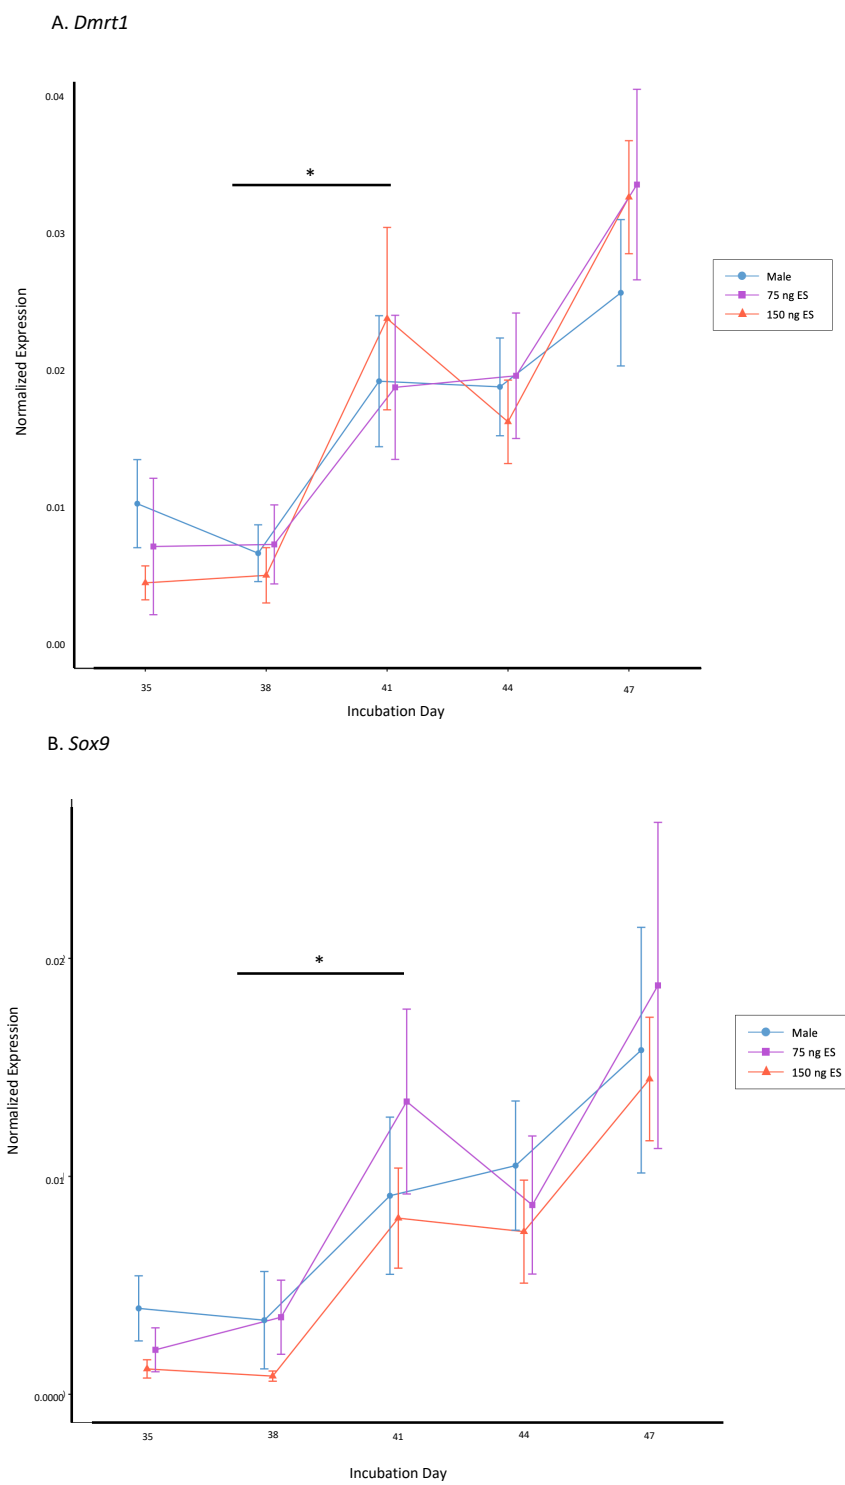 A. Dmrt1
0.04
*
0.03
Male
75 ng ES
150 ng ES
Normalized Expression
0.02
0.01
0.00
35 38 41 44 47
Incubation Day
B. Sox9
*
0.02
Male
75 ng ES
150 ng ES
Normalized Expression
0.01
0.0000
35 38 41 44 47
Incubation Day